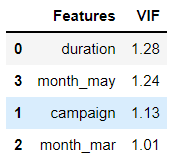 Features VIF
0 duration 1.28
3 month_may 1.24
1 campaign 1.13
2 month_mar 1.01